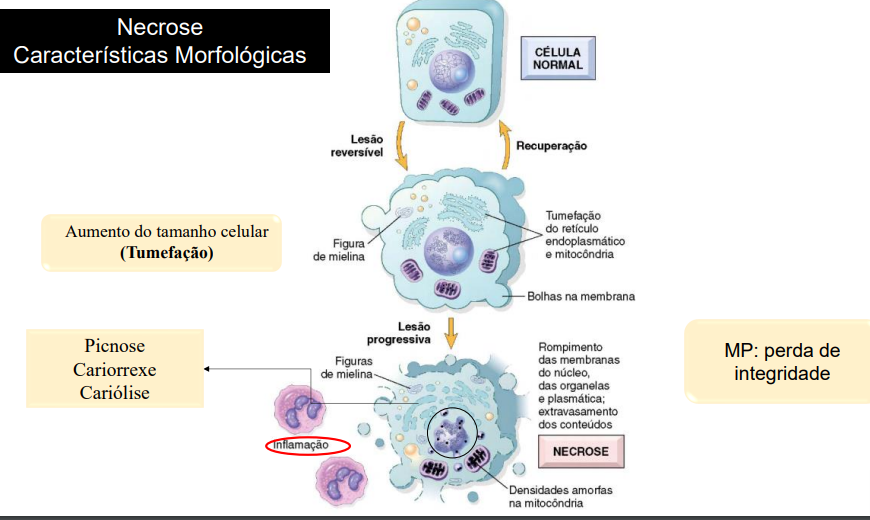 Necrose
Características Morfológicas
CÉLULA
NORMAL
Lesão
reversível
Recuperação
Aumento do tamanho celular
(Tumefação)
Figura
de mielina
Tumefação
do retículo
endoplasmático
e mitocôndria
Bolhas na membrana
Lesão
progressiva
Picnose
Cariorrexe
Cariólise
Figuras
de mielina
Rompimento
das membranas
do núcleo,
das organelas
e plasmática;
extravasamento
dos conteúdos
MP: perda de
integridade
Inflamação
NECROSE
Densidades amorfas
na mitocôndria